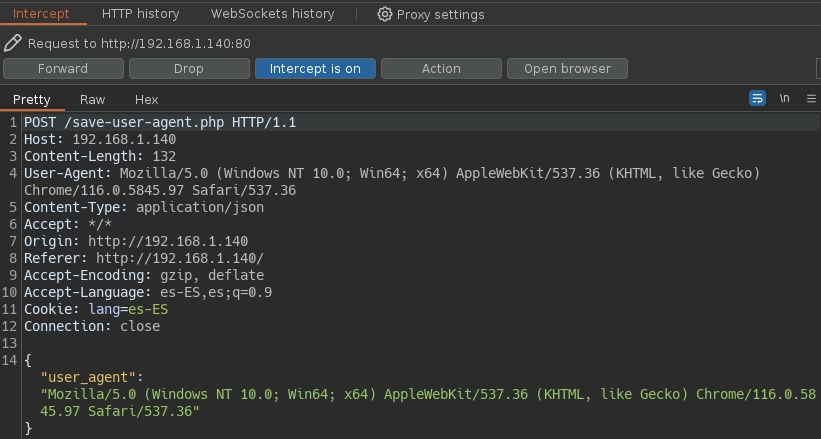 Intercept HTTP history WebSockets history Proxy settings
Request to http://192.168.1.140:80
Forward Drop Intercept is on Action Open browser
Pretty Raw Hex \n
1 POST /save-user-agent.php HTTP/1.1
2 Host: 192.168.1.140
3 Content-Length: 132
4 User-Agent: Mozilla/5.0 (Windows NT 10.0; Win64; x64) AppleWebKit/537.36 (KHTML, like Gecko)
Chrome/116.0.5845.97 Safari/537.36
5 Content-Type: application/json
6 Accept: */*
7 Origin: http://192.168.1.140
8 Referer: http://192.168.1.140/
9 Accept-Encoding: gzip, deflate
10 Accept-Language: es-ES,es;q=0.9
11 Cookie: lang=es-ES
12 Connection: close
13
14 {
"user_agent":
"Mozilla/5.0 (Windows NT 10.0; Win64; x64) AppleWebKit/537.36 (KHTML, like Gecko) Chrome/116.0.58
45.97 Safari/537.36"
}